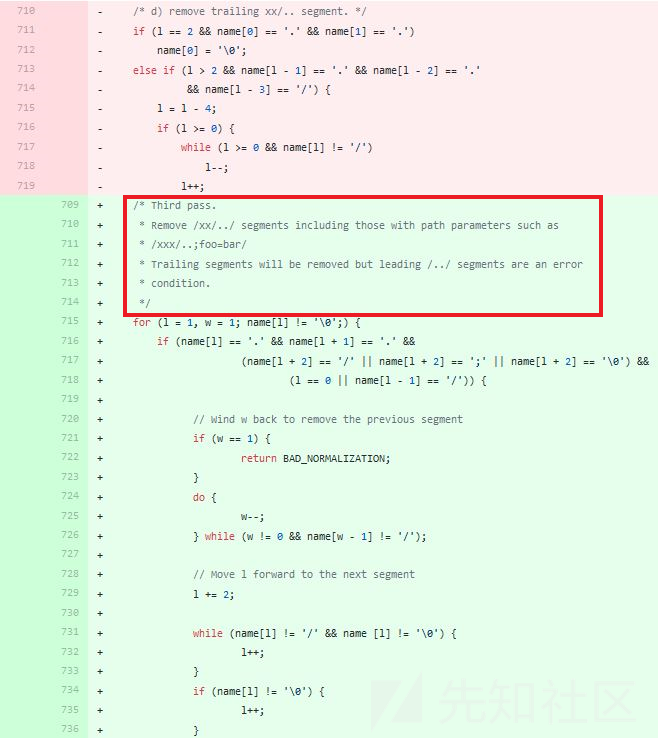 710 - /* d) remove trailing xx/.. segment. */
711 - if (l == 2 && name[0] == '.' && name[1] == '.')
712 - name[0] = '\0';
713 - else if (l > 2 && name[l - 1] == '.' && name[l - 2] == '.'
714 - && name[l - 3] == '/') {
715 - l = l - 4;
716 - if (l >= 0) {
717 - while (l >= 0 && name[l] != '/')
718 - l--;
719 - l++;
709 + /* Third pass.
710 + * Remove /xx/../ segments including those with path parameters such as
711 + * /xxx/..;foo=bar/
712 + * Trailing segments will be removed but leading /../ segments are an error
713 + * condition.
714 + */
715 + for (l = 1, w = 1; name[l] != '\0';) {
716 + if (name[l] == '.' && name[l + 1] == '.' &&
717 + (name[l + 2] == '/' || name[l + 2] == ';' || name[l + 2] == '\0') &&
718 + (l == 0 || name[l - 1] == '/')) {
719 +
720 + // Wind w back to remove the previous segment
721 + if (w == 1) {
722 + return BAD_NORMALIZATION;
723 + }
724 + do {
725 + w--;
726 + } while (w != 0 && name[w - 1] != '/');
727 +
728 + // Move l forward to the next segment
729 + l += 2;
730 +
731 + while (name[l] != '/' && name [l] != '\0') {
732 + l++;
733 + }
734 + if (name[l] != '\0') {
735 + l++;
736 + }
先知社区